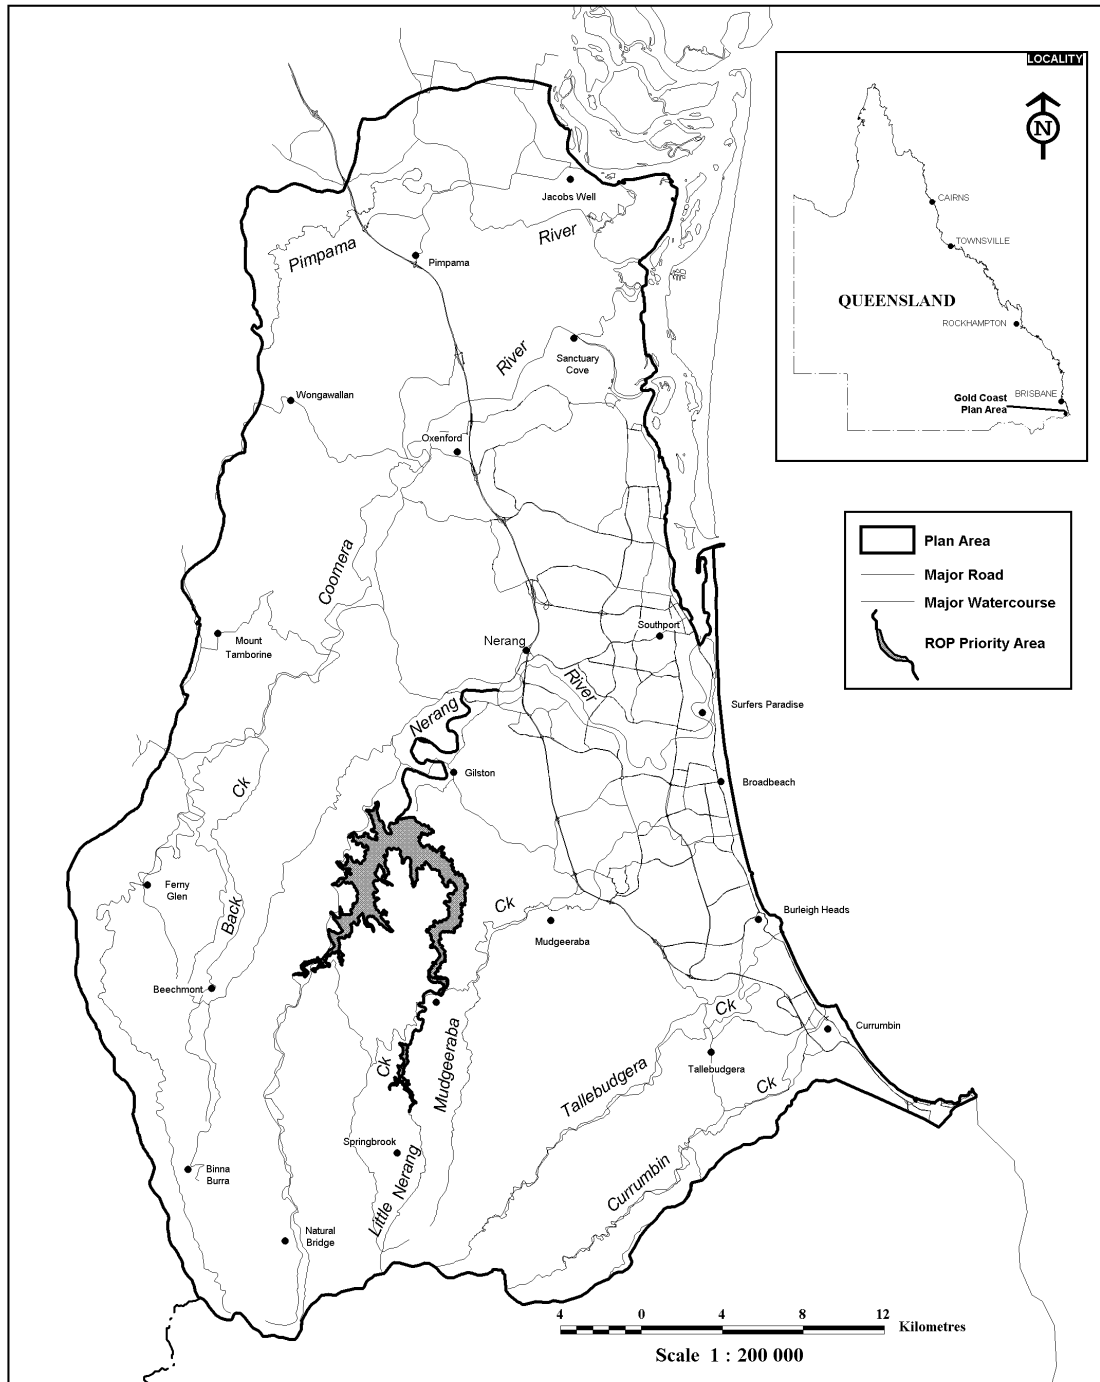 LOCALITY
N
CAIRNS
TOWNSVILLE
QUEENSLAND
ROCKHAMPTON
BRISBANE
Gold Coast
Plan Area
Plan Area
Major Road
Major Watercourse
ROP Priority Area
Jacobs Well
Pimpama
River
Pimpama
River
Sanctuary
Cove
Wongawallan
Oxenford
Coomera
Southport
Mount
Tamborine
Nerang
River
Nerang
Surfers Paradise
Gilston
Broadbeach
Ck
Ferny
Glen
Back
Ck
Burleigh Heads
Mudgeeraba
Beechmont
Ck
Currumbin
Mudgeeraba
Ck
Tallebudgera
Tallebudgera
Ck
Springbrook
Binna
Burra
Little Nerang
Currumbin
Natural
Bridge
4 0 4 8 12
Kilometres
Scale 1 : 200 000